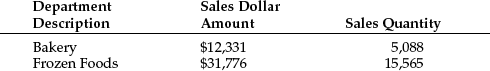 Department Sales Dollar
Description Amount Sales Quantity
Bakery $12,331 5,088
Frozen Foods $31,776 15,565